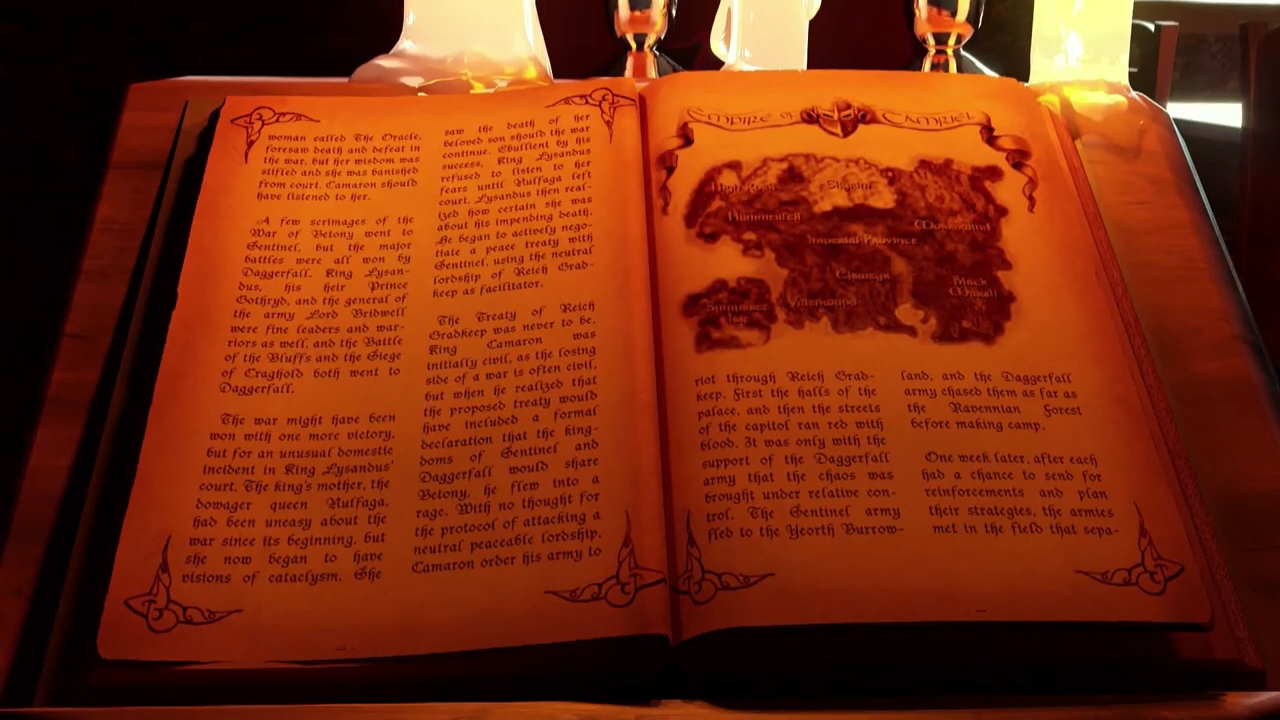 woman called The Oracle,
foresaw death and defeat in
the war, but her wisdom was
stifled and she was banished
from court. Camaron should
have listened to her.
A few scrimages of the
War of Betony went to
Sentinel, but the major
battles were all won by
Daggerfall. King Lysan-
dus, his heir Prince
Gothryd, and the general of
the army Lord Bridwell
were fine leaders and war-
riors as well, and the Battle
of the Bluffs and the Siege
of Craghold both went to
Daggerfall.
The war might have been
won with one more victory,
but for an unusual domestic
incident in King Lysandus'
court. The king's mother, the
dowager queen Nulfaga,
had been uneasy about the
war since its beginning, but
she now began to have
visions of cataclysm. She
saw the death of her
beloved son should the war
continue. Ebullient by his
success, King Lysandus
refused to listen to her
fears until Nulfaga left
court. Lysandus then real-
ized how certain she was
about his impending death.
He began to actively nego-
tiate a peace treaty with
Sentinel, using the neutral
lordship of Reich Grad-
keep as facilitator.
The Treaty of Reich
Gradkeep was never to be.
King Camaron was
initially civil, as the losing
side of a war is often civil,
but when he realized that
the proposed treaty would
have included a formal
declaration that the king-
doms of Sentinel and
Daggerfall would share
Betony, he flew into a
rage. With no thought for
the protocol of attacking a
neutral peaceable lordship,
Camaron order his army to
EMPIRE OF TAMRIEL
High Rock
Skyrim
Hammerfell
Morrowind
Imperial Province
Elsweyr
Black
Marsh
Valenwood
Summerset
Isle
riot through Reich Grad-
keep. First the halls of the
palace, and then the streets
of the capitol ran red with
blood. It was only with the
support of the Daggerfall
army that the chaos was
brought under relative con-
trol. The Sentinel army
fled to the Yeorth Burrow-
land, and the Daggerfall
army chased them as far as
the Ravennian Forest
before making camp.
One week later, after each
had a chance to send for
reinforcements and plan
their strategies, the armies
met in the field that sepa-